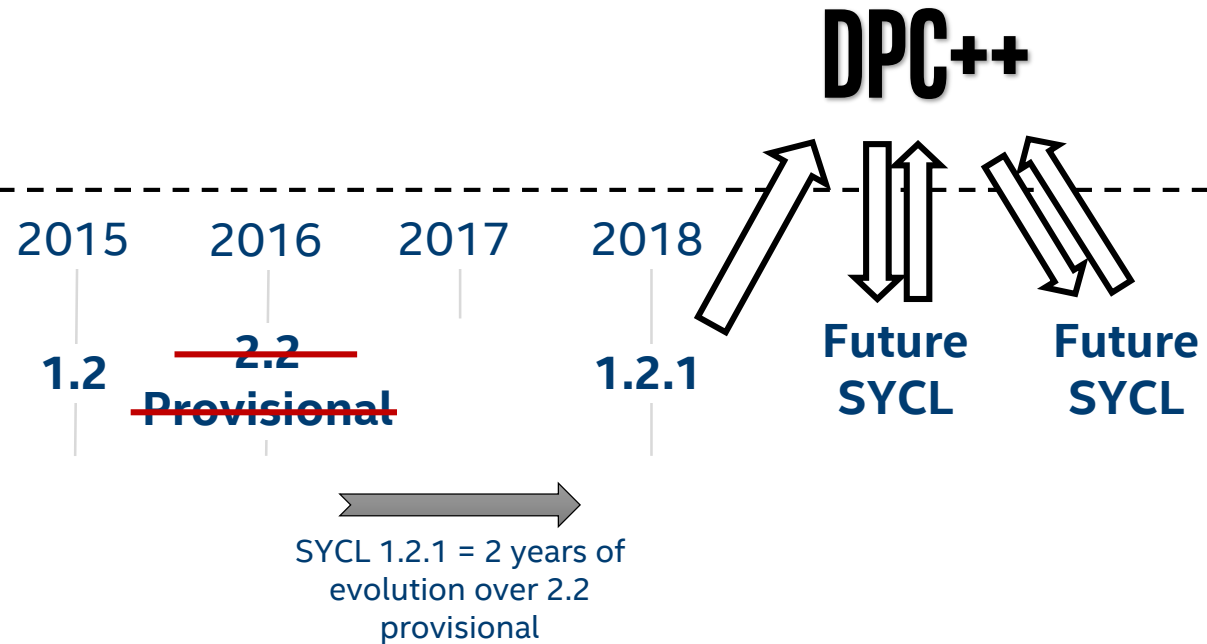 DPC++
2015
2016
2017
2018
1.2
2.2
Provisional
1.2.1
Future
SYCL
Future
SYCL
SYCL 1.2.1 = 2 years of
evolution over 2.2
provisional